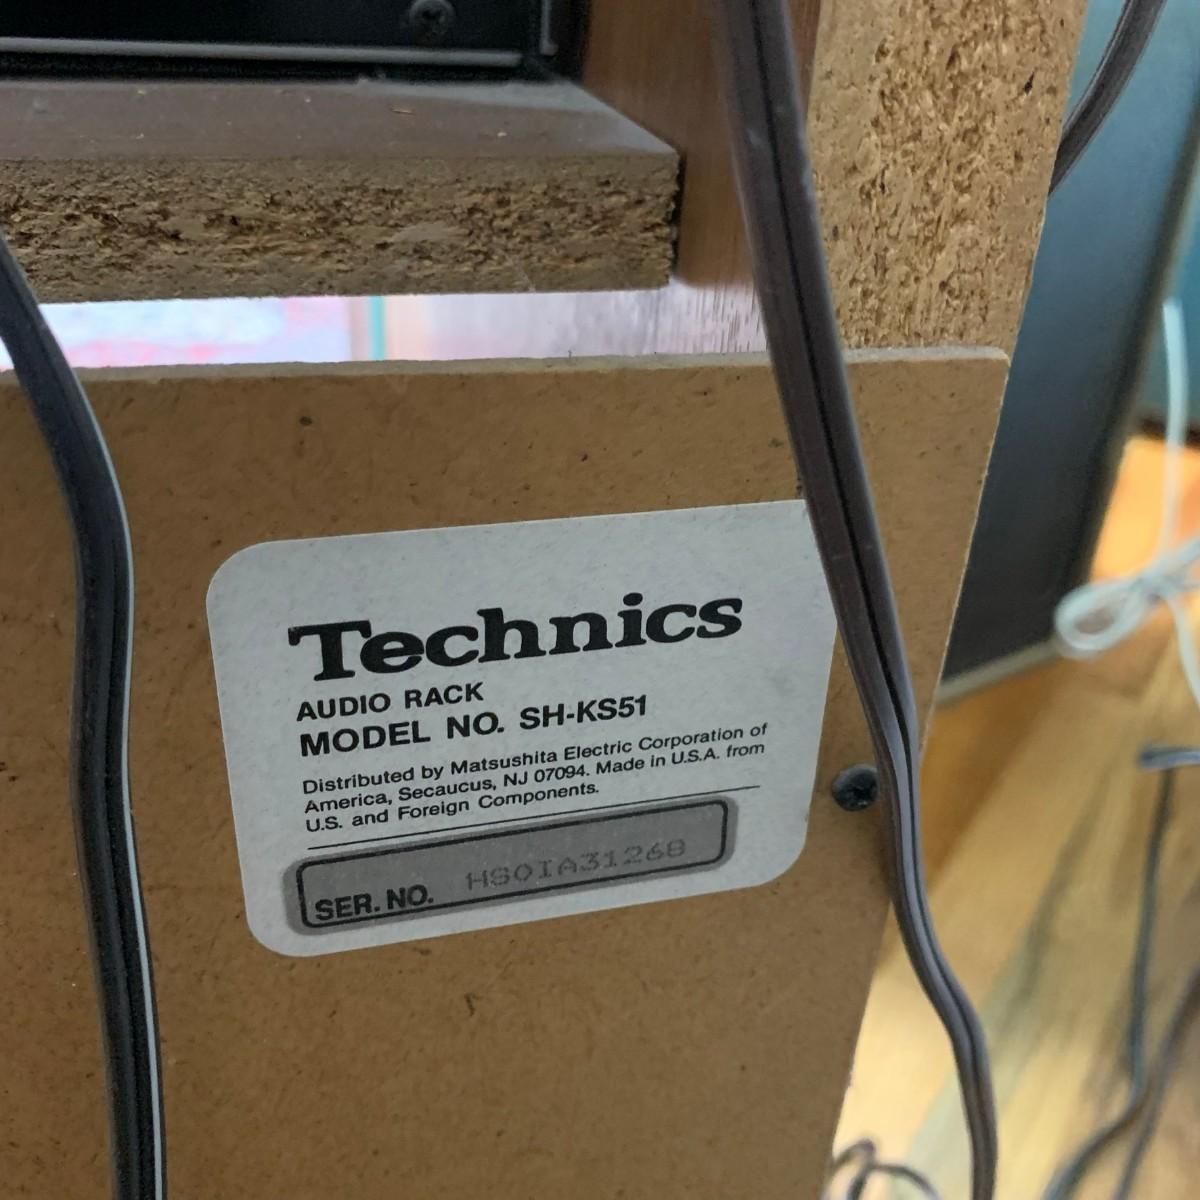 Technics
AUDIO RACK
MODEL NO. SH-KS51
Distributed by Matsushita Electric Corporation of
America, Secaucus, NJ 07094. Made in U.S.A. from
U.S. and Foreign Components.
SER. NO. HS0IA31268